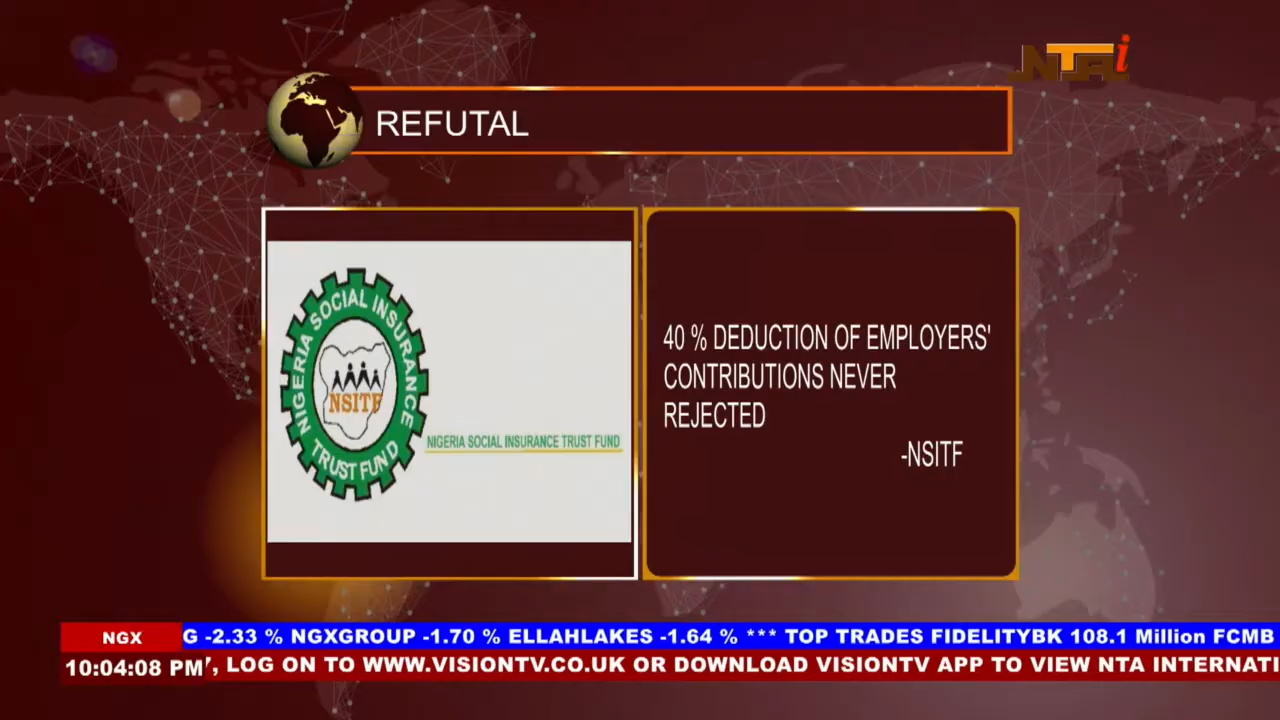 NTAi
REFUTAL
NIGERIA SOCIAL INSURANCE
TRUST FUND
NSITF
NIGERIA SOCIAL INSURANCE TRUST FUND
40 % DEDUCTION OF EMPLOYERS'
CONTRIBUTIONS NEVER
REJECTED
-NSITF
NGX
G -2.33 % NGXGROUP -1.70 % ELLAHLAKES -1.64 % *** TOP TRADES FIDELITYBK 108.1 Million FCMB
10:04:08 PM
, LOG ON TO WWW.VISIONTV.CO.UK OR DOWNLOAD VISIONTV APP TO VIEW NTA INTERNATI